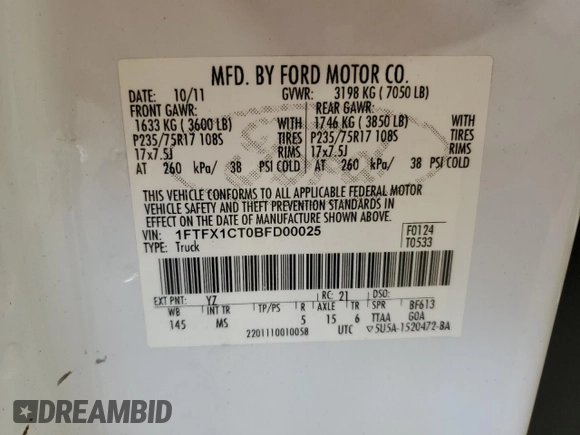 MFD. BY FORD MOTOR CO.
DATE: 10/11 GVWR: 3198 KG ( 7050 LB)
FRONT GAWR: REAR GAWR:
1633 KG ( 3600 LB) WITH 1746 KG ( 3850 LB) WITH
P235/75R17 108S TIRES P235/75R17 108S TIRES
17x7.5J RIMS 17x7.5J RIMS
AT 260 kPa/ 38 PSI COLD AT 260 kPa/ 38 PSI COLD
THIS VEHICLE CONFORMS TO ALL APPLICABLE FEDERAL MOTOR
VEHICLE SAFETY AND THEFT PREVENTION STANDARDS IN
EFFECT ON THE DATE OF MANUFACTURE SHOWN ABOVE.
VIN: 1FTFX1CT0BFD00025 F0124
TYPE: Truck T0533
EXT PNT: YZ RC: 21 DSO:
WB INT TR TP/PS R AXLE TR SPR BF613
145 MS 5 15 6 TTAA GOA
2201110010058 UTC ▽5U5A-1520472-BA
DREAMBID